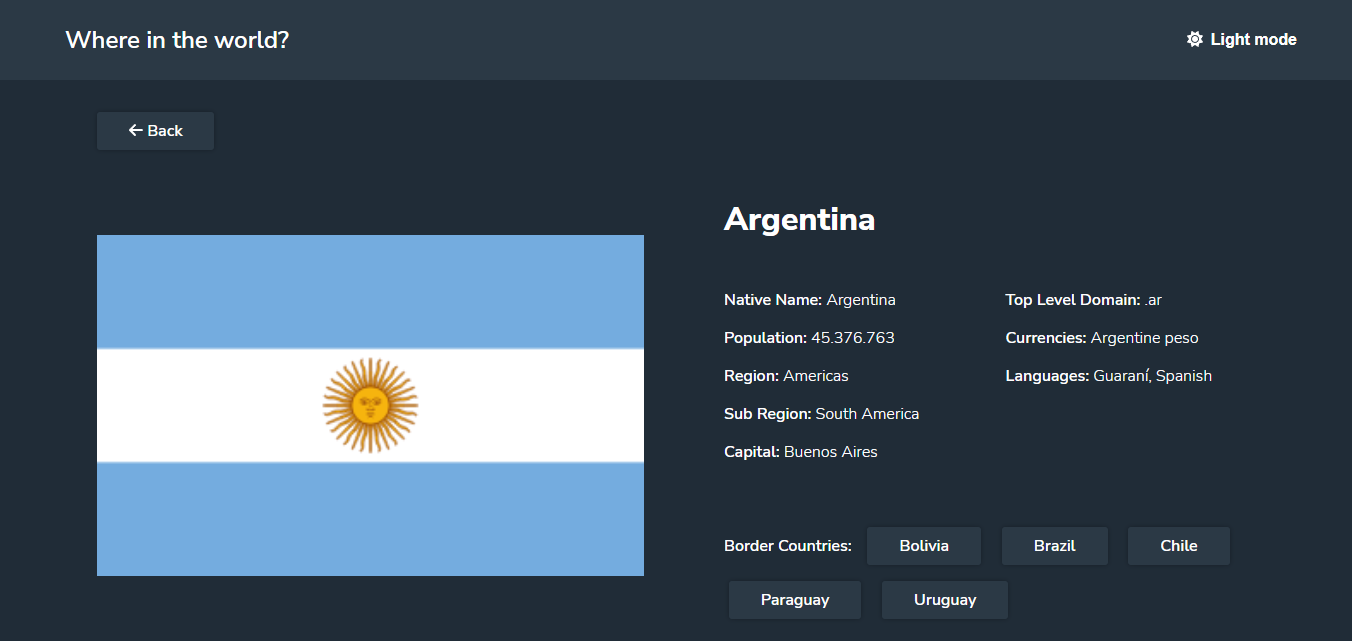 Where in the world?
Light mode
Back
Argentina
Native Name: Argentina
Population: 45.376.763
Region: Americas
Sub Region: South America
Capital: Buenos Aires
Top Level Domain: .ar
Currencies: Argentine peso
Languages: Guaraní, Spanish
Border Countries: Bolivia Brazil Chile
Paraguay Uruguay